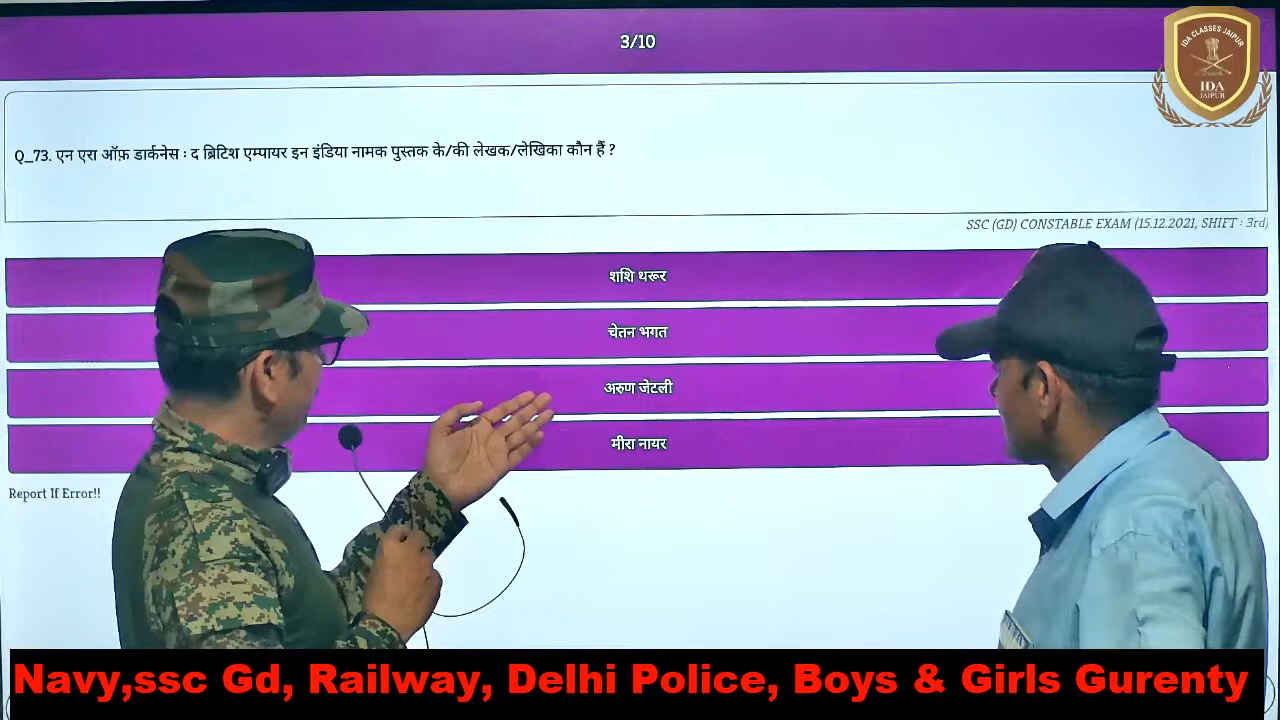 3/10
IDA CLASSES JAIPUR
IDA
JAIPUR
Q_73. एन एरा ऑफ़ डार्कनेस : द ब्रिटिश एम्पायर इन इंडिया नामक पुस्तक के/की लेखक/लेखिका कौन हैं ?
SSC (GD) CONSTABLE EXAM (15.12.2021, SHIFT : 3rd)
शशि थरूर
चेतन भगत
अरुण जेटली
मीरा नायर
Report If Error!!
Navy,ssc Gd, Railway, Delhi Police, Boys & Girls Gurenty